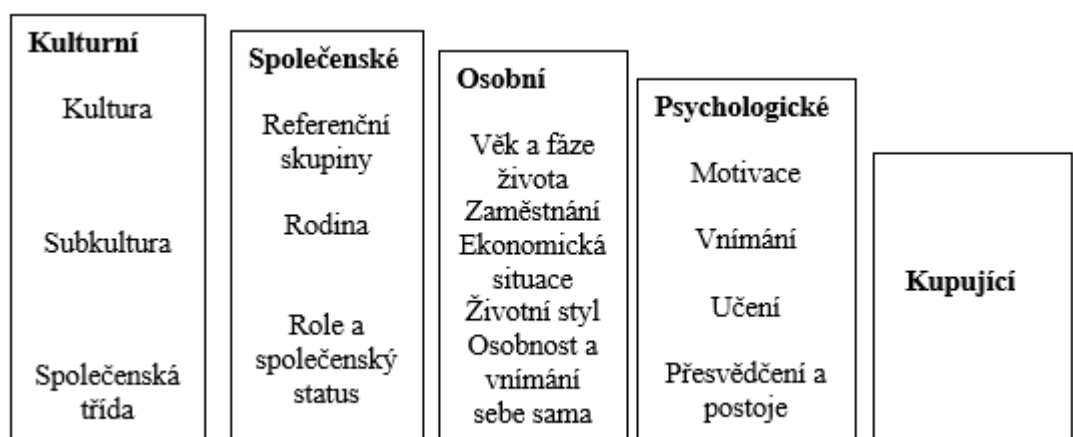 Kulturní
Kultura
Subkultura
Společenská
třída
Společenské
Referenční
skupiny
Rodina
Role a
společenský
status
Osobní
Věk a fáze
života
Zaměstnání
Ekonomická
situace
Životní styl
Osobnost a
vnímání
sebe sama
Psychologické
Motivace
Vnímání
Učení
Přesvědčení a
postoje
Kupující